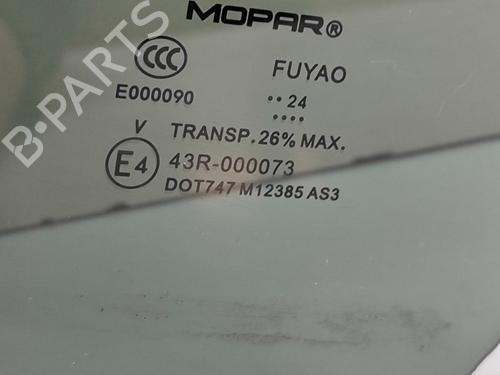 MOPAR®
CCC
FUYAO
E000090
•• 24
••••
V TRANSP. 26% MAX.
E4 43R-000073
DOT747 M12385 AS3
B-PARTS